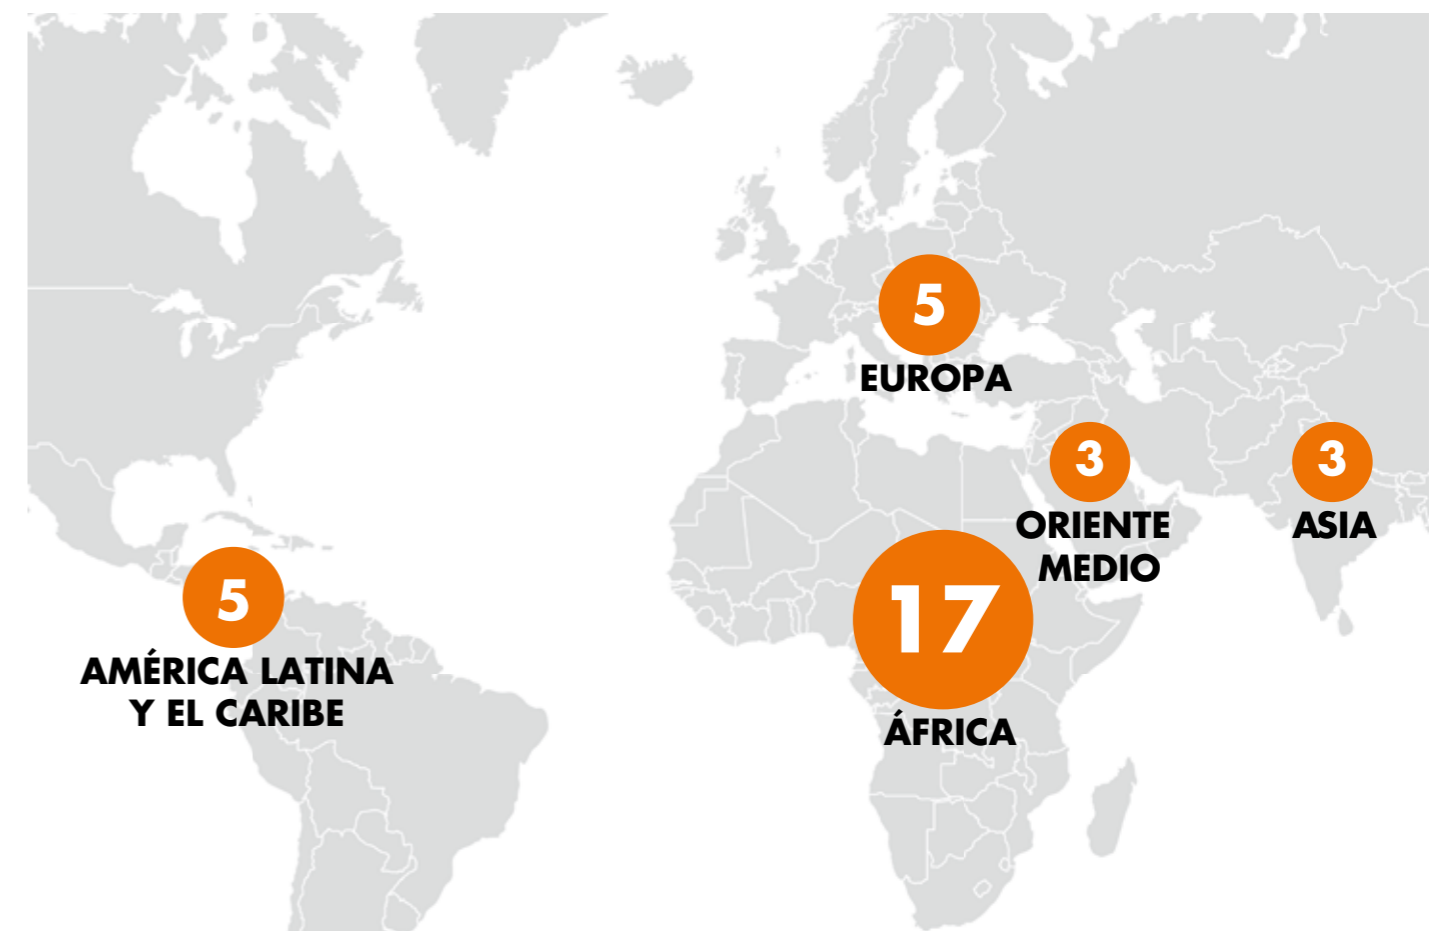 5
EUROPA
3
ORIENTE
MEDIO
3
ASIA
5
AMÉRICA LATINA
Y EL CARIBE
17
ÁFRICA